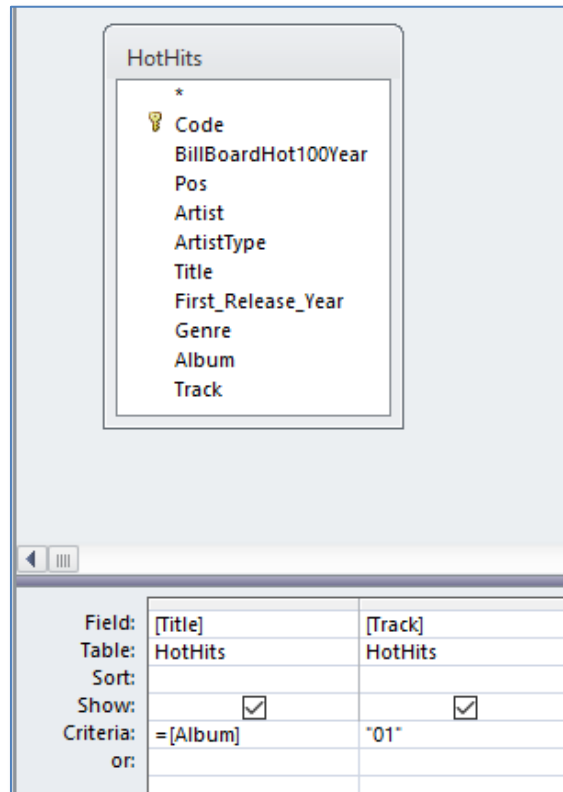 HotHits
*
Code
BillBoardHot100Year
Pos
Artist
ArtistType
Title
First_Release_Year
Genre
Album
Track
Field: [Title] [Track]
Table: HotHits HotHits
Sort:
Show:
Criteria: =[Album] "01"
or: